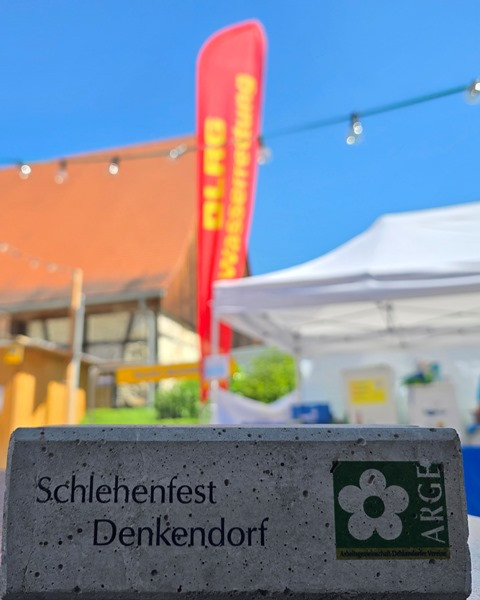 DLRG
Wasserrettung
Schlehenfest
Denkendorf
ARGE